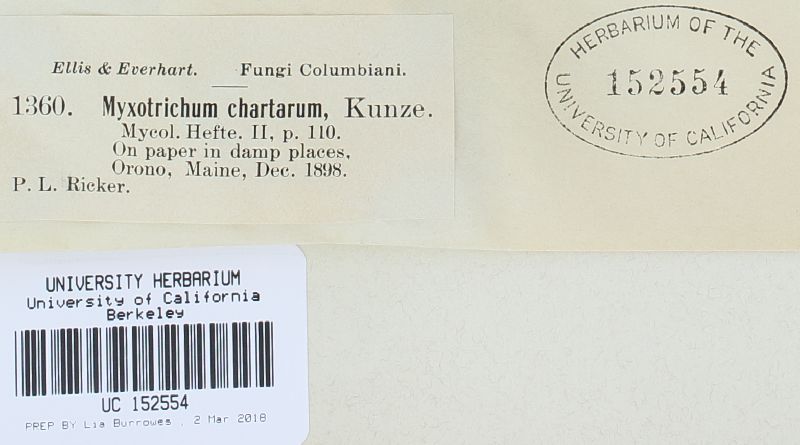 Ellis & Everhart. Fungi Columbiani.
1360. Myxotrichum chartarum, Kunze.
Mycol. Hefte. II, p. 110.
On paper in damp places,
Orono, Maine, Dec. 1898.
P. L. Ricker.
HERBARIUM OF THE
152554
UNIVERSITY OF CALIFORNIA
UNIVERSITY HERBARIUM
University of California
Berkeley
UC 152554
PREP BY Lia Burrowes , 2 Mar 2018